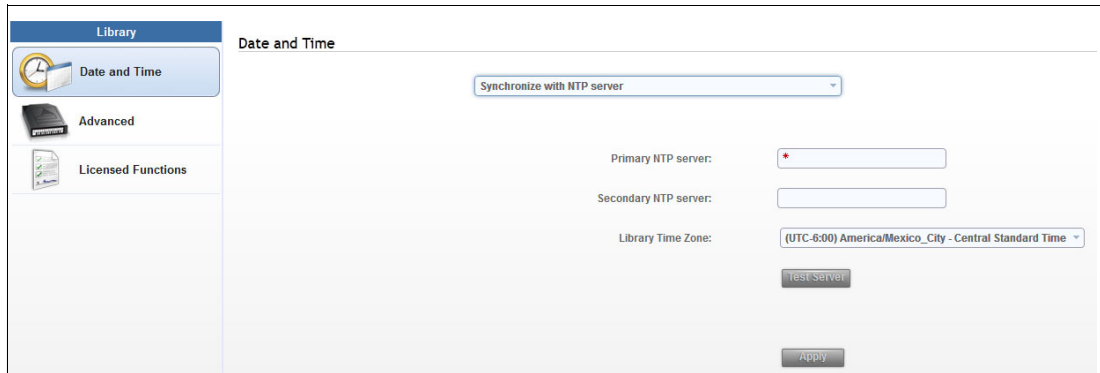 Library
Date and Time
Advanced
Licensed Functions
Date and Time
Synchronize with NTP server
Primary NTP server:
*
Secondary NTP server:
Library Time Zone:
(UTC-6:00) America/Mexico_City - Central Standard Time
Test Server
Apply